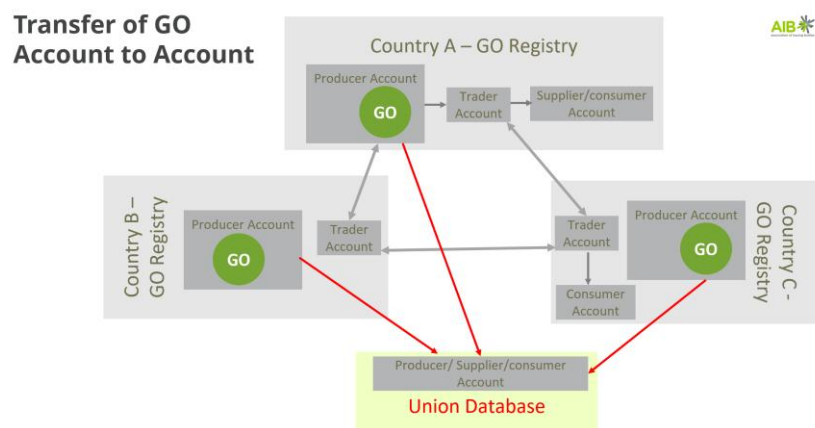 Transfer of GO
Account to Account
AIB
Country A – GO Registry
Producer Account
GO
Trader
Account
Supplier/consumer
Account
Country B –
GO Registry
Producer Account
GO
Trader
Account
Trader
Account
Consumer
Account
Producer Account
GO
Country C -
GO Registry
Producer/ Supplier/consumer
Account
Union Database